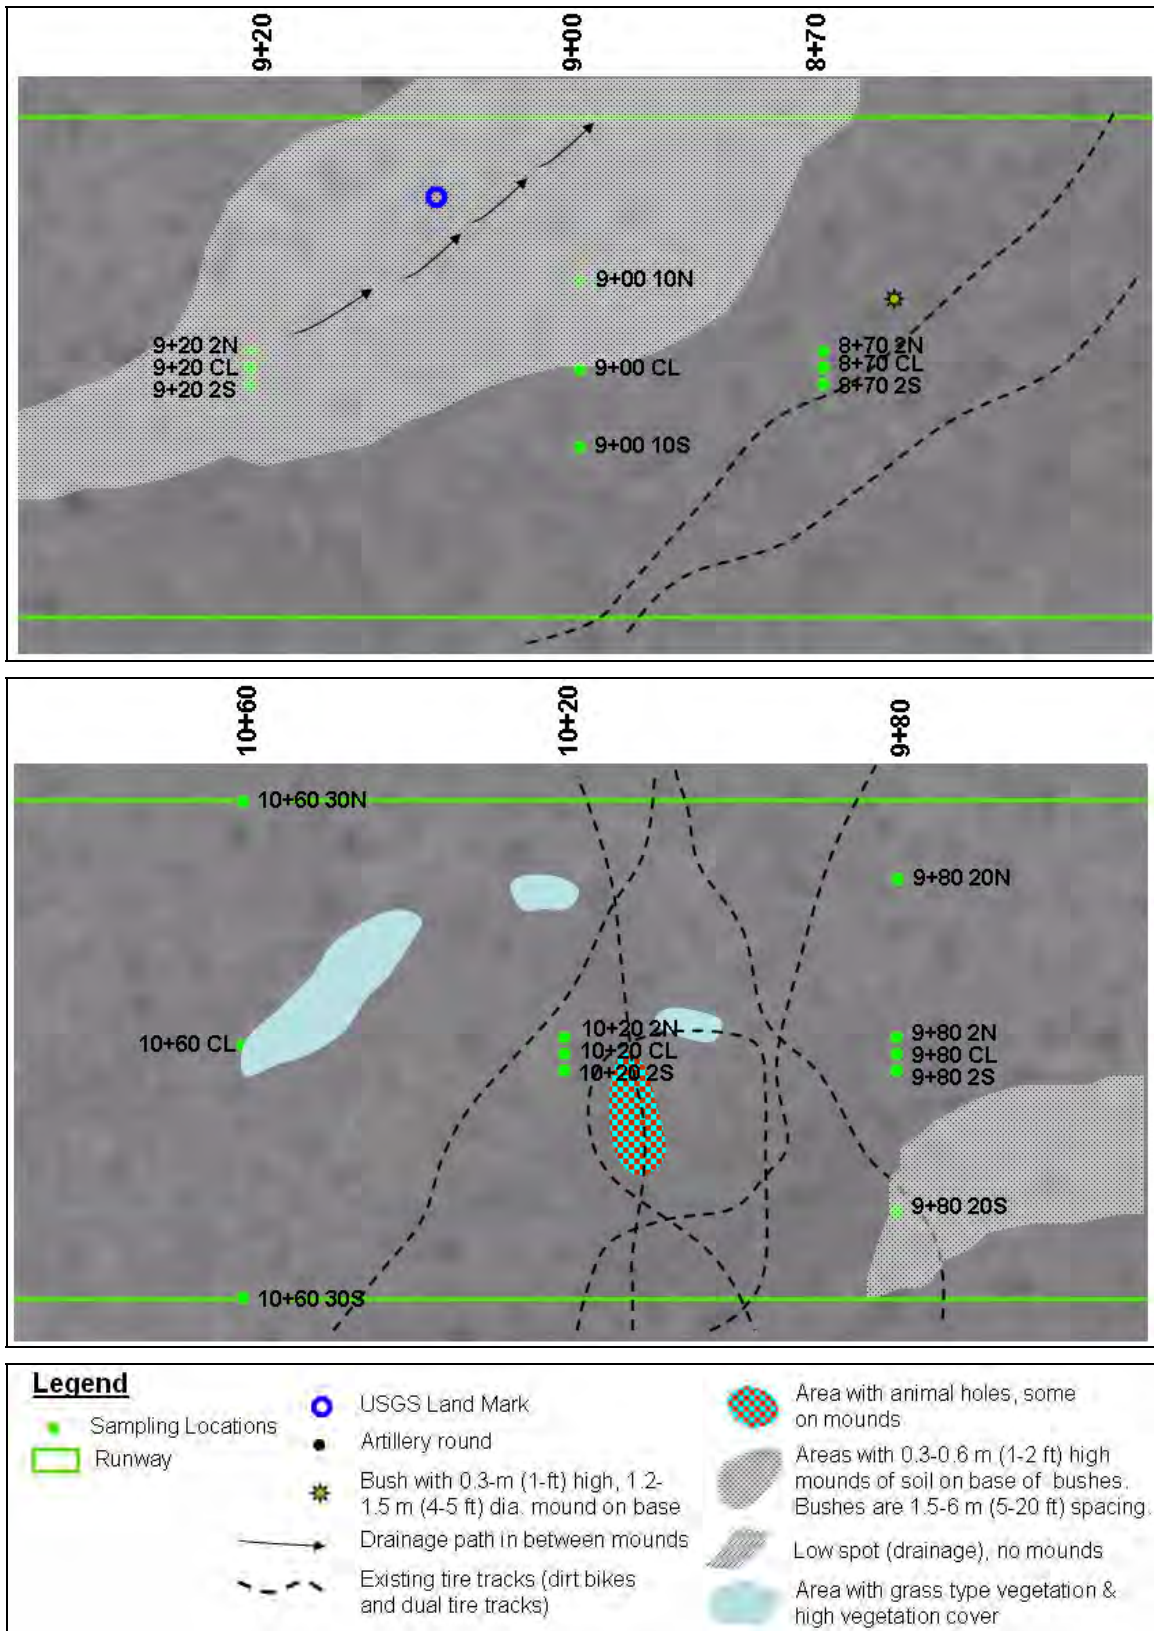 9+20
9+00
8+70
9+00 10N
9+20 2N
9+20 CL
9+20 2S
9+00 CL
8+70 2N
8+70 CL
8+70 2S
9+00 10S
10+60
10+20
9+80
10+60 30N
9+80 20N
10+60 CL
10+20 2N
10+20 CL
10+20 2S
9+80 2N
9+80 CL
9+80 2S
9+80 20S
10+60 30S
Legend
Sampling Locations
Runway
USGS Land Mark
Artillery round
Bush with 0.3-m (1-ft) high, 1.2-
1.5 m (4-5 ft) dia. mound on base
Drainage path in between mounds
Existing tire tracks (dirt bikes
and dual tire tracks)
Area with animal holes, some
on mounds
Areas with 0.3-0.6 m (1-2 ft) high
mounds of soil on base of bushes.
Bushes are 1.5-6 m (5-20 ft) spacing
Low spot (drainage), no mounds
Area with grass type vegetation &
high vegetation cover